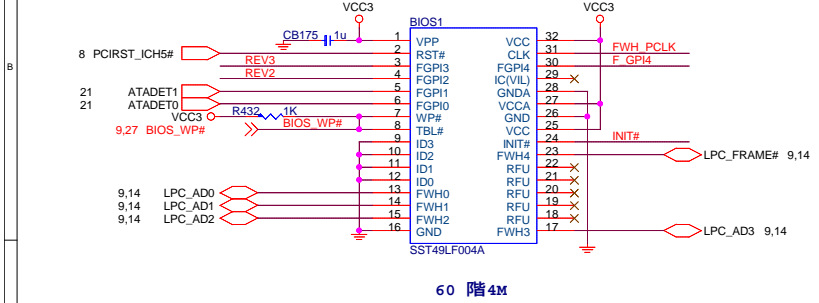 VCC3 VCC3
BIOS1
CB175 1u
1 VPP VCC 32
8 PCIRST_ICH5# 2 RST# CLK 31 FWH_PCLK
REV3 3 FGPI3 FGPI4 30 F_GPI4
REV2 4 FGPI2 IC(VIL) 29
21 ATADET1 5 FGPI1 GNDA 28
21 ATADET0 6 FGPI0 VCCA 27
VCC3 R432 1K 7 WP# GND 26
9,27 BIOS_WP# BIOS_WP# 8 TBL# VCC 25
9 ID3 INIT# 24 INIT#
10 ID2 FWH4 23 LPC_FRAME# 9,14
11 ID1 RFU 22
12 ID0 RFU 21
9,14 LPC_AD0 13 FWH0 RFU 20
9,14 LPC_AD1 14 FWH1 RFU 19
9,14 LPC_AD2 15 FWH2 RFU 18
16 GND FWH3 17 LPC_AD3 9,14
SST49LF004A
60 階4M
B